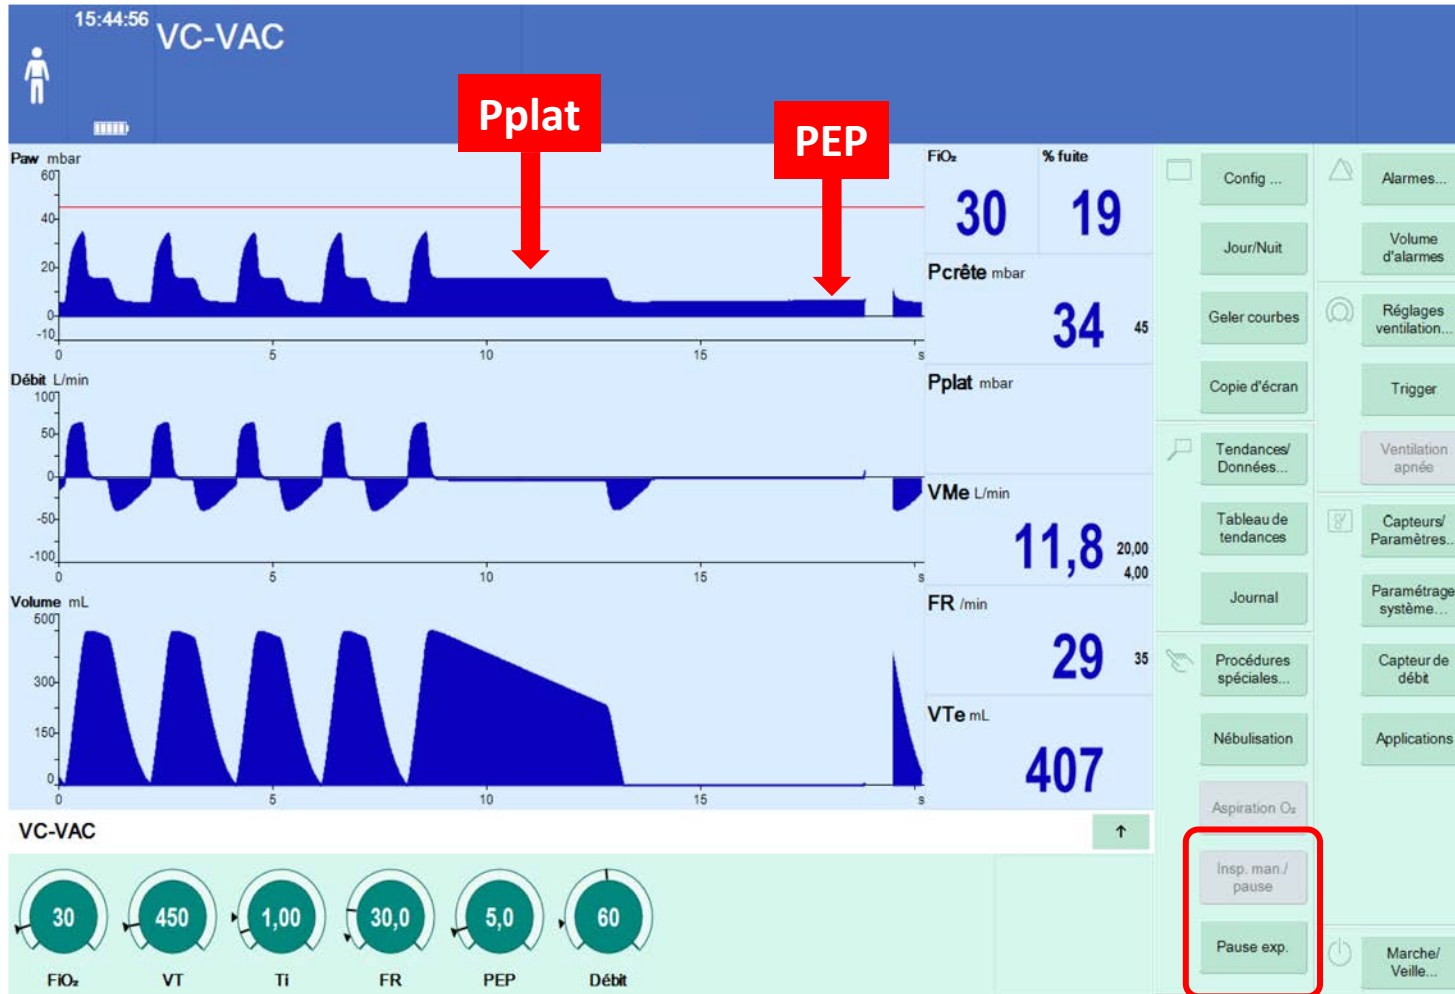 15:44:56
VC-VAC
Pplat
PEP
Paw mbar
60
40
20
0
-10
0 5 10 15 s
Débit L/min
100
50
0
-50
-100
0 5 10 15 s
Volume mL
500
300
150
0
0 5 10 15 s
FiO₂
30
% fuite
19
Pcrête mbar
34 45
Pplat mbar
VMe L/min
11,8 20,00
4,00
FR /min
29 35
VTe mL
407
Config ...
Jour/Nuit
Geler courbes
Copie d'écran
Tendances/
Données...
Tableau de
tendances
Journal
Procédures
spéciales...
Nébulisation
Aspiration O₂
Insp. man./
pause
Pause exp.
Alarmes...
Volume
d'alarmes
Réglages
ventilation...
Trigger
Ventilation
apnée
Capteurs/
Paramètres...
Paramétrage
système...
Capteur de
débit
Applications
Marche/
Veille...
VC-VAC
↑
30 450 1,00 30,0 5,0 60
FiO₂ VT Ti FR PEP Débit